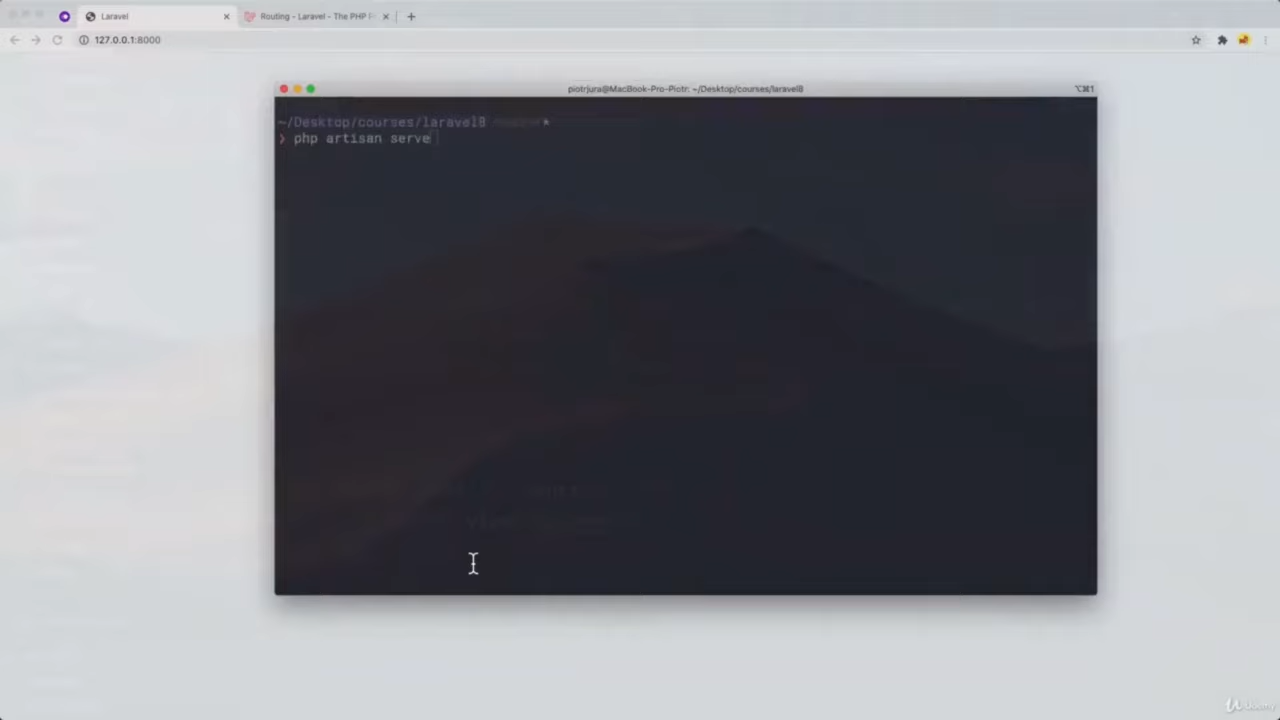 Laravel
Routing - Laravel - The PHP F
127.0.0.1:8000
piotrjura@MacBook-Pro-Piotr: ~/Desktop/courses/laravel8
⌥⌘1
~/Desktop/courses/laravel8
❯ php artisan serve